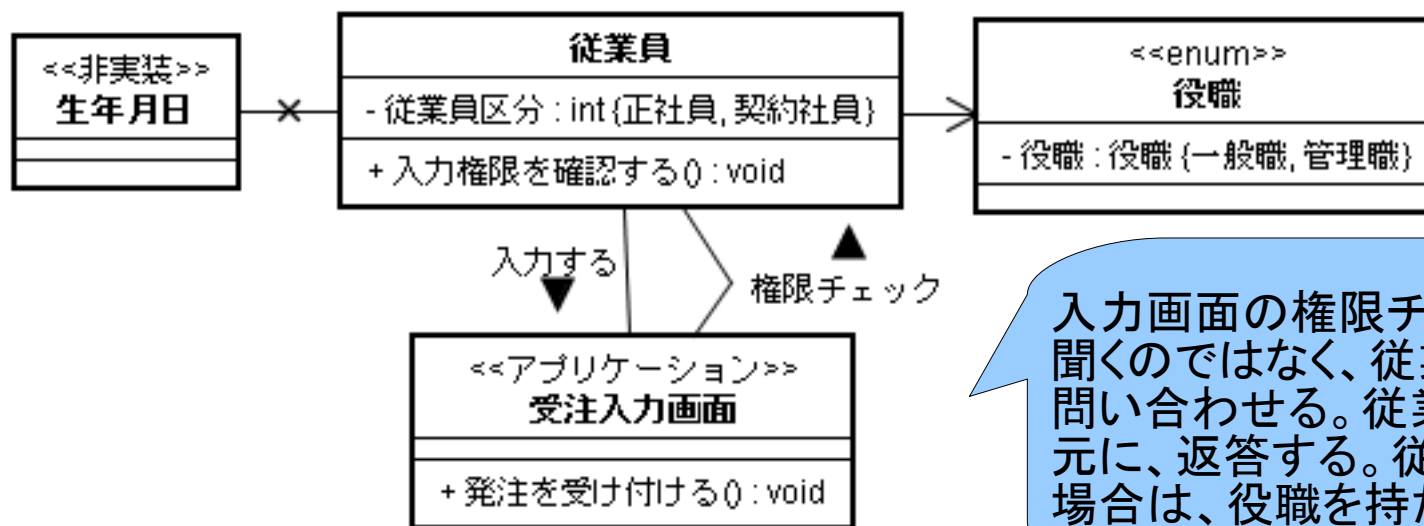 <<非実装>>
生年月日
従業員
- 従業員区分 : int {正社員, 契約社員}
+ 入力権限を確認する() : void
<<enum>>
役職
- 役職 : 役職 {一般職, 管理職}
入力する
権限チェック
<<アプリケーション>>
受注入力画面
+ 発注を受け付ける() : void
入力画面の権限チ
聞くのではなく、従
問い合わせる。従業
元に、返答する。従
場合は、役職を持た